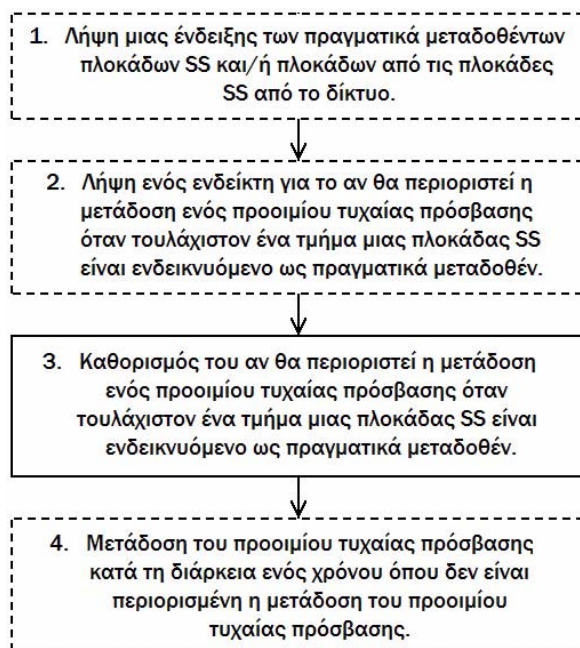 1. Λήψη μιας ένδειξης των πραγματικά μεταδοθέντων
πλοκάδων SS και/ή πλοκάδων από τις πλοκάδες
SS από το δίκτυο.
2. Λήψη ενός ενδείκτη για το αν θα περιοριστεί η
μετάδοση ενός προοιμίου τυχαίας πρόσβασης
όταν τουλάχιστον ένα τμήμα μιας πλοκάδας SS
είναι ενδεικνυόμενο ως πραγματικά μεταδοθέν.
3. Καθορισμός του αν θα περιοριστεί η μετάδοση
ενός προοιμίου τυχαίας πρόσβασης όταν
τουλάχιστον ένα τμήμα μιας πλοκάδας SS είναι
ενδεικνυόμενο ως πραγματικά μεταδοθέν.
4. Μετάδοση του προοιμίου τυχαίας πρόσβασης
κατά τη διάρκεια ενός χρόνου όπου δεν είναι
περιορισμένη η μετάδοση του προοιμίου
τυχαίας πρόσβασης.